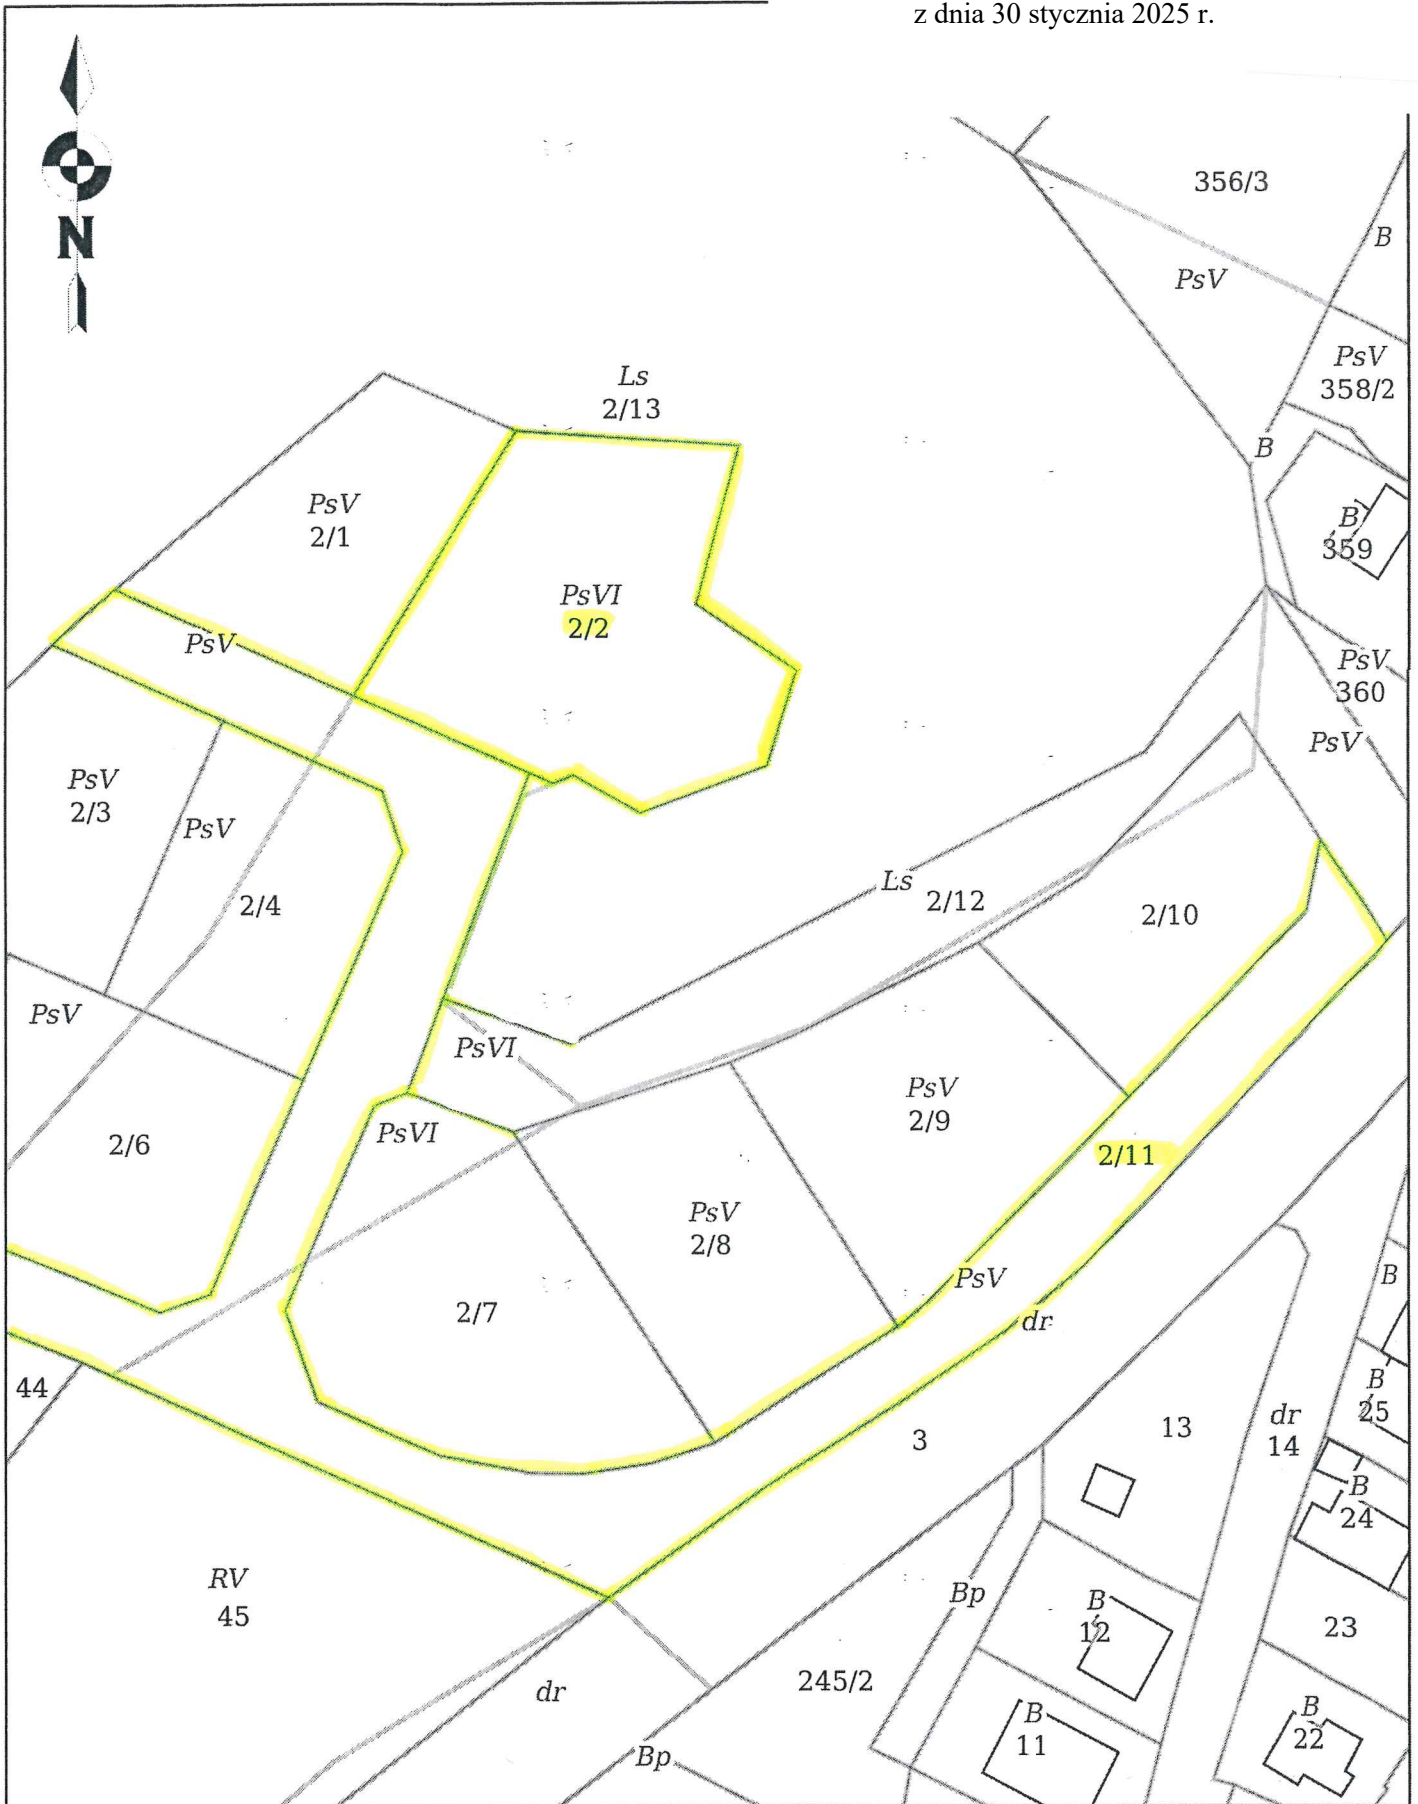 z dnia 30 stycznia 2025 r.
N
356/3
B
PsV
PsV
358/2
Ls
2/13
B
PsV
2/1
B
359
PsVI
2/2
PsV
PsV
360
PsV
PsV
2/3
PsV
2/4
Ls
2/12
2/10
PsV
PsVI
PsV
2/9
2/6
PsVI
2/11
PsV
2/8
PsV
B
2/7
dr
44
B
25
3
13
dr
14
B
24
RV
45
Bp
B
12
23
245/2
dr
B
11
B
22
Bp